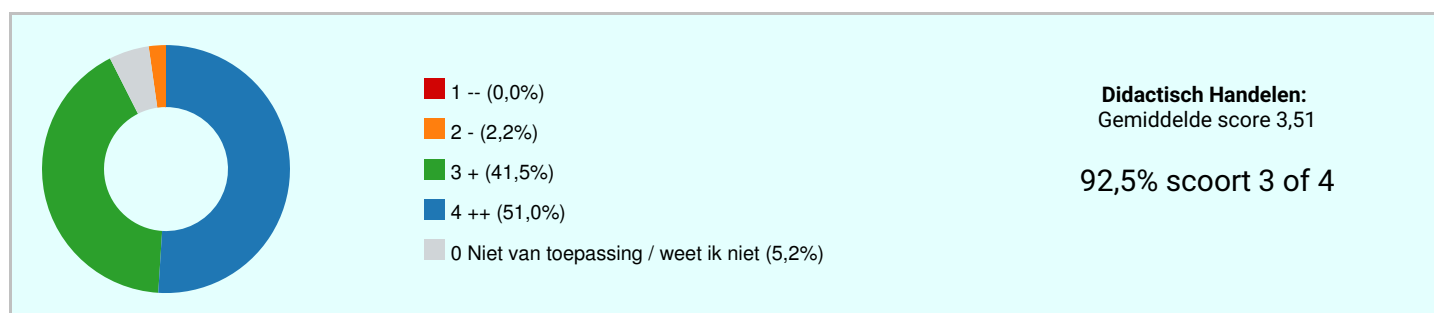 1 -- (0,0%)
2 - (2,2%)
3 + (41,5%)
4 ++ (51,0%)
0 Niet van toepassing / weet ik niet (5,2%)
Didactisch Handelen:
Gemiddelde score 3,51
92,5% scoort 3 of 4